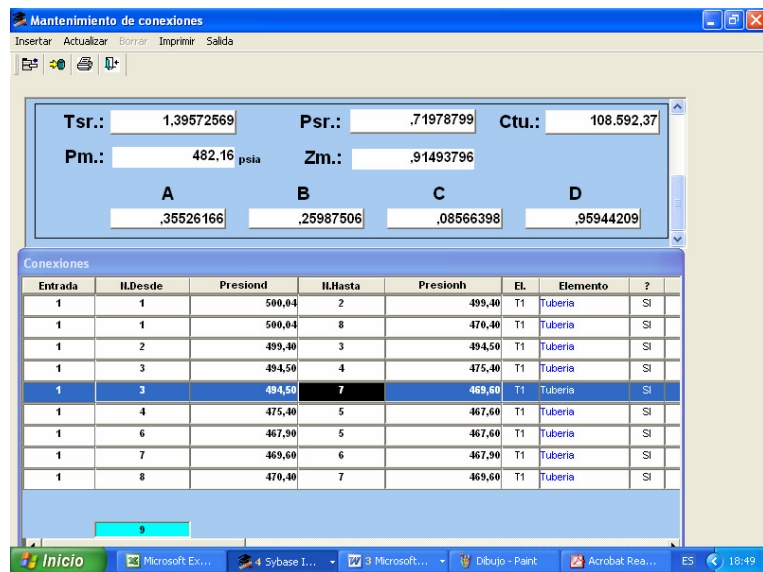 Mantenimiento de conexiones
Insertar Actualizar Borrar Imprimir Salida
Tsr.: 1,39572569 Psr.: ,71978799 Ctu.: 108.592,37
Pm.: 482,16 psia Zm.: ,91493796
A B C D
,35526166 ,25987506 ,08566398 ,95944209
Conexiones
Entrada N.Desde Presiond N.Hasta Presionh El. Elemento ?
1 1 500,04 2 499,40 T1 Tuberia SI
1 1 500,04 8 470,40 T1 Tuberia SI
1 2 499,40 3 494,50 T1 Tuberia SI
1 3 494,50 4 475,40 T1 Tuberia SI
1 3 494,50 7 469,60 T1 Tuberia SI
1 4 475,40 5 467,60 T1 Tuberia SI
1 6 467,90 5 467,60 T1 Tuberia SI
1 7 469,60 6 467,90 T1 Tuberia SI
1 8 470,40 7 469,60 T1 Tuberia SI
9
Inicio Microsoft Ex... 4 Sybase I... 3 Microsoft... Dibujo - Paint Acrobat Rea... ES 18:49